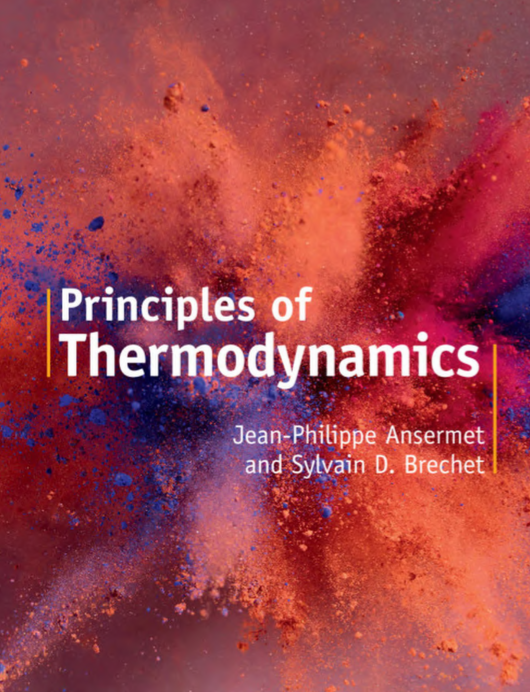 Principles of
Thermodynamics
Jean-Philippe Ansermet
and Sylvain D. Brechet